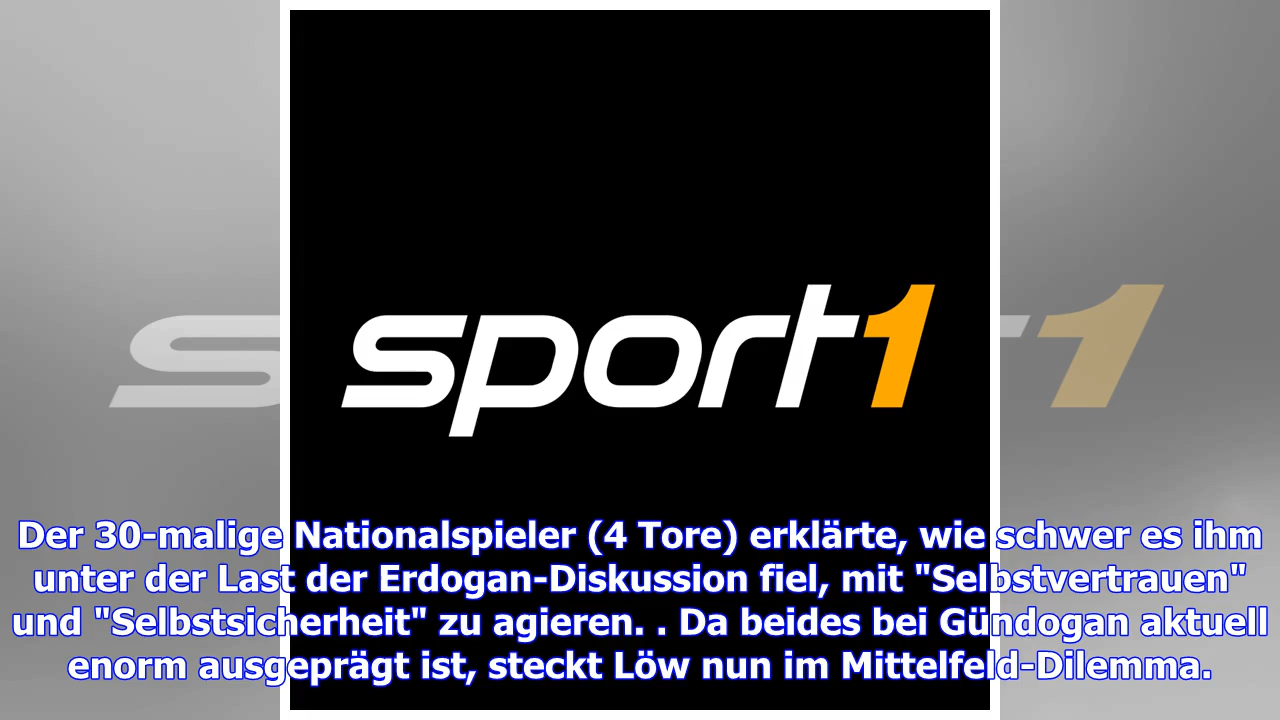 sport1
Der 30-malige Nationalspieler (4 Tore) erklärte, wie schwer es ihm
unter der Last der Erdogan-Diskussion fiel, mit "Selbstvertrauen"
und "Selbstsicherheit" zu agieren. . Da beides bei Gündogan aktuell
enorm ausgeprägt ist, steckt Löw nun im Mittelfeld-Dilemma.